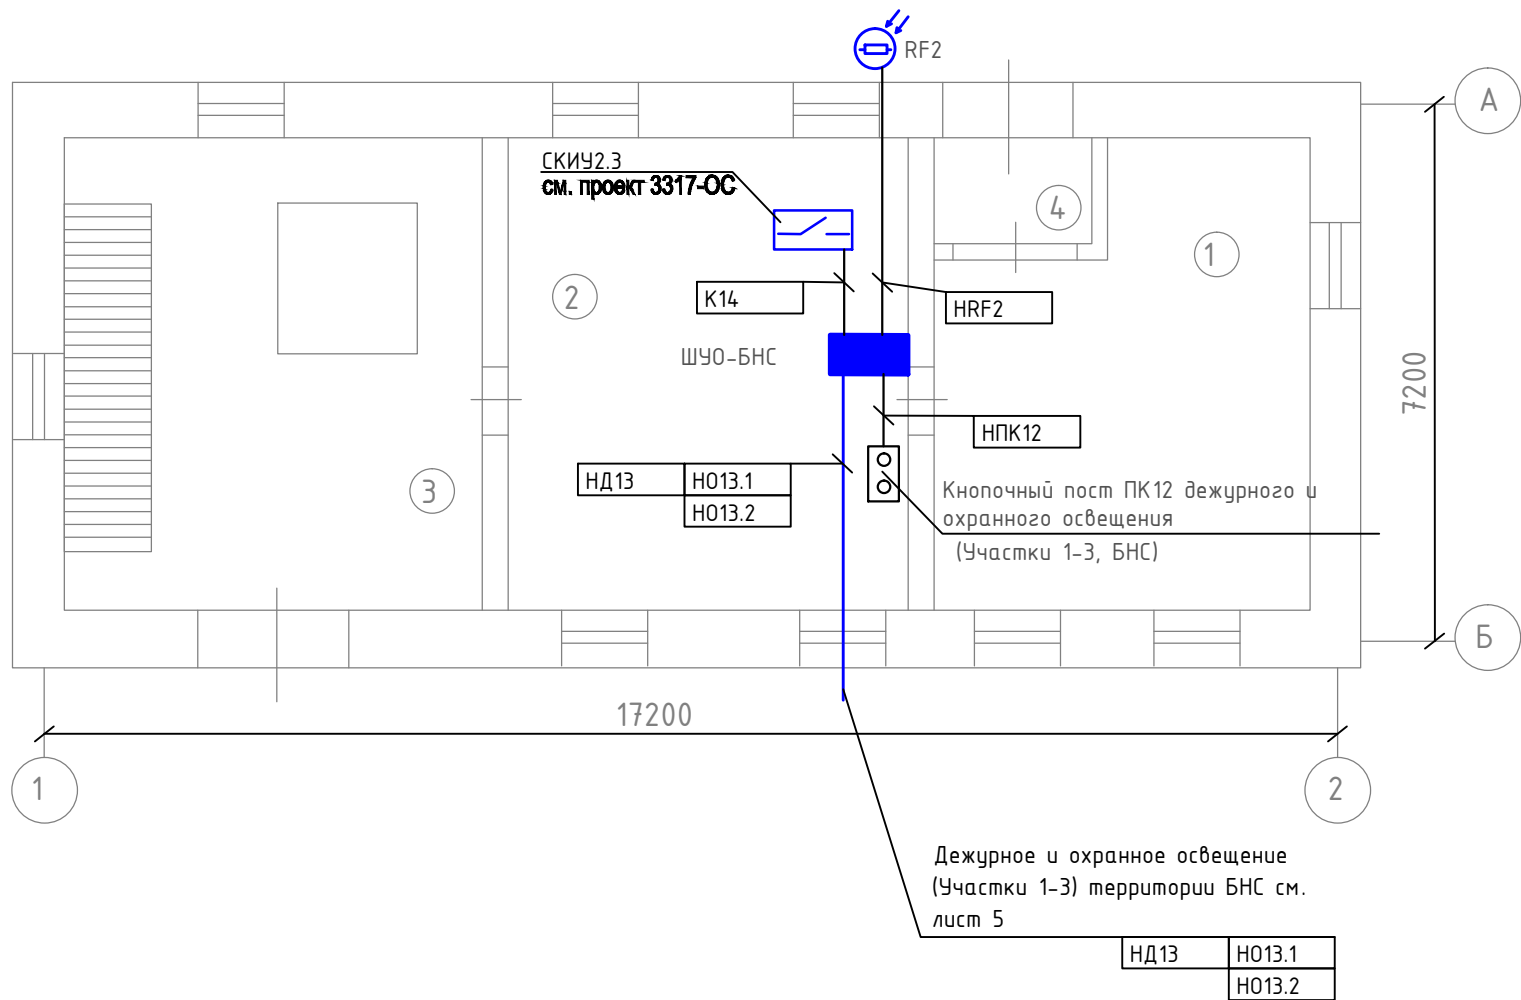 RF2
А
СКИУ2.3
см. проект 3317-ОС
4
1
2
К14
HRF2
ШУО-БНС
7200
НПК12
НД13
НО13.1
НО13.2
3
Кнопочный пост ПК12 дежурного и
охранного освещения
(Участки 1-3, БНС)
Б
17200
1
2
Дежурное и охранное освещение
(Участки 1-3) территории БНС см.
лист 5
НД13
НО13.1
НО13.2